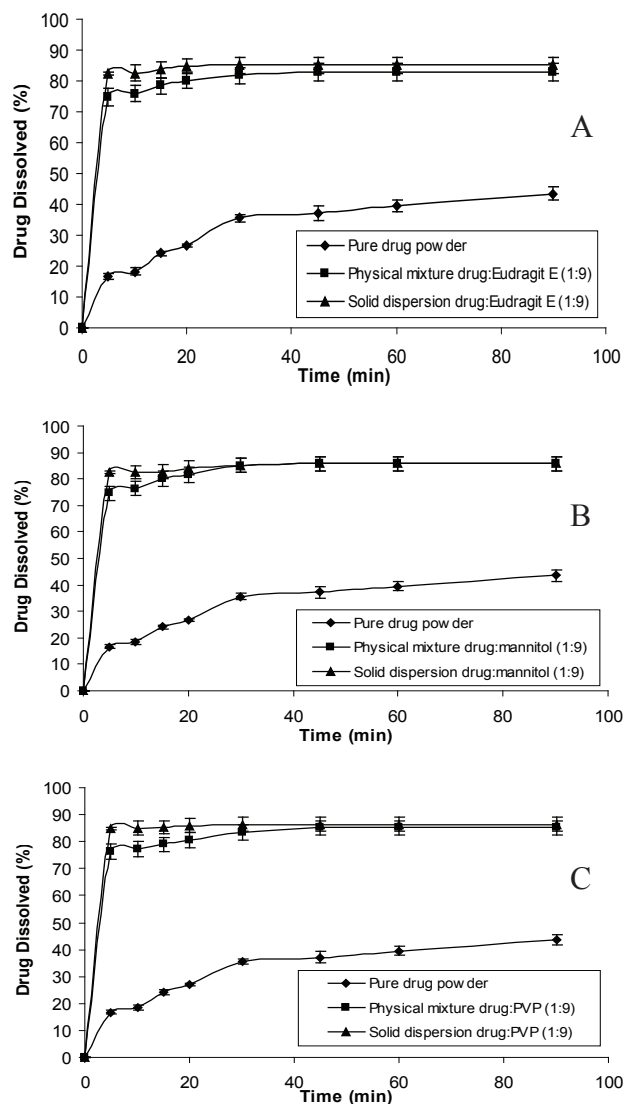 100
90
80
70
60
50
40
30
20
10
0
Drug Dissolved (%)
A
Pure drug powder
Physical mixture drug:Eudragit E (1:9)
Solid dispersion drug:Eudragit E (1:9)
0 20 40 60 80 100
Time (min)
100
90
80
70
60
50
40
30
20
10
0
Drug Dissolved (%)
B
Pure drug powder
Physical mixture drug:mannitol (1:9)
Solid dispersion drug:mannitol (1:9)
0 20 40 60 80 100
Time (min)
100
90
80
70
60
50
40
30
20
10
0
Drug Dissolved (%)
C
Pure drug powder
Physical mixture drug:PVP (1:9)
Solid dispersion drug:PVP (1:9)
0 20 40 60 80 100
Time (min)